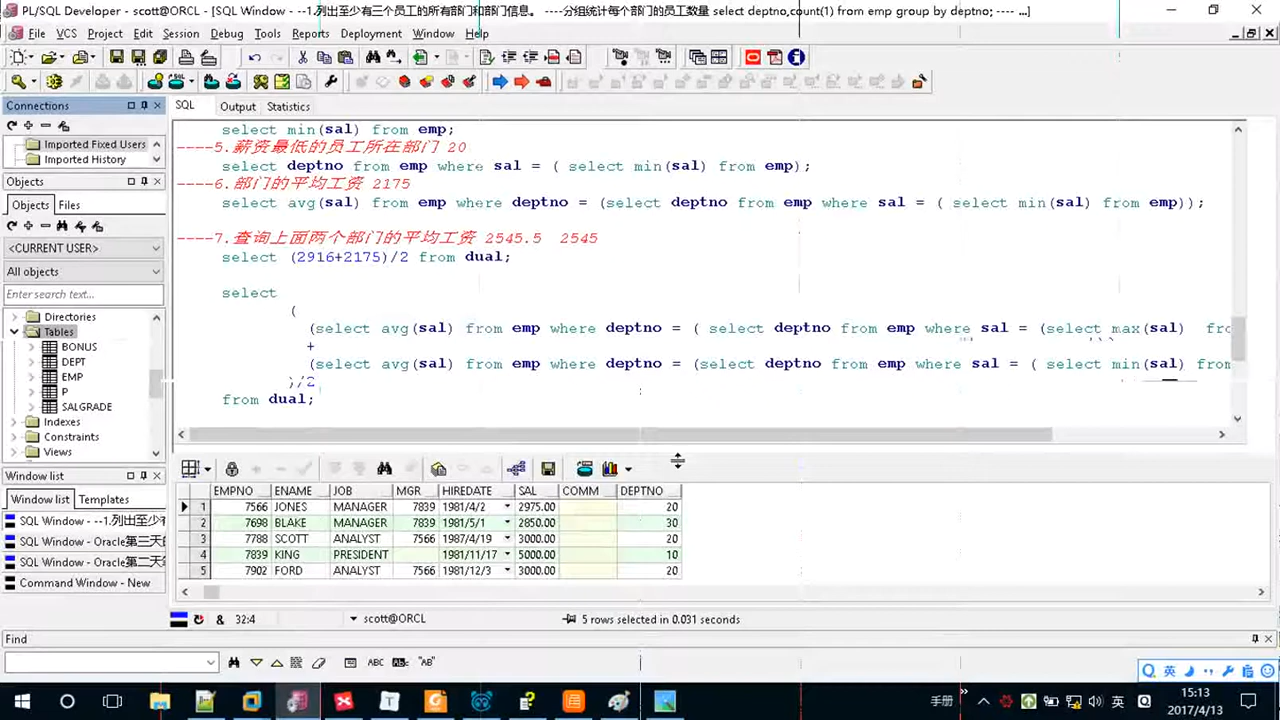 PL/SQL Developer - scott@ORCL - [SQL Window - --1.列出至少有三个员工的所有部门和部门信息。 ----分组统计每个部门的员工数量 select deptno,count(1) from emp group by deptno; ---- ...]
File VCS Project Edit Session Debug Tools Reports Deployment Window Help
Connections
Imported Fixed Users
Imported History
Objects
Objects Files
<CURRENT USER>
All objects
Enter search text...
Directories
Tables
BONUS
DEPT
EMP
P
SALGRADE
Indexes
Constraints
Views
Window list
Window list Templates
SQL Window - --1.列出至少有
SQL Window - Oracle第三天的
SQL Window - Oracle第二天
Command Window - New
SQL Output Statistics
select min(sal) from emp;
----5.薪资最低的员工所在部门 20
select deptno from emp where sal = ( select min(sal) from emp);
----6.部门的平均工资 2175
select avg(sal) from emp where deptno = (select deptno from emp where sal = ( select min(sal) from emp));
----7.查询上面两个部门的平均工资 2545.5 2545
select (2916+2175)/2 from dual;
select
(
(select avg(sal) from emp where deptno = ( select deptno from emp where sal = (select max(sal) fro
+
(select avg(sal) from emp where deptno = (select deptno from emp where sal = ( select min(sal) from
)/2
from dual;
EMPNO ENAME JOB MGR HIREDATE SAL COMM DEPTNO
1 7566 JONES MANAGER 7839 1981/4/2 2975.00 20
2 7698 BLAKE MANAGER 7839 1981/5/1 2850.00 30
3 7788 SCOTT ANALYST 7566 1987/4/19 3000.00 20
4 7839 KING PRESIDENT 1981/11/17 5000.00 10
5 7902 FORD ANALYST 7566 1981/12/3 3000.00 20
& 32:4 scott@ORCL 5 rows selected in 0.031 seconds
Find
ABC "AB"
英
手册 英 15:13
2017/4/13